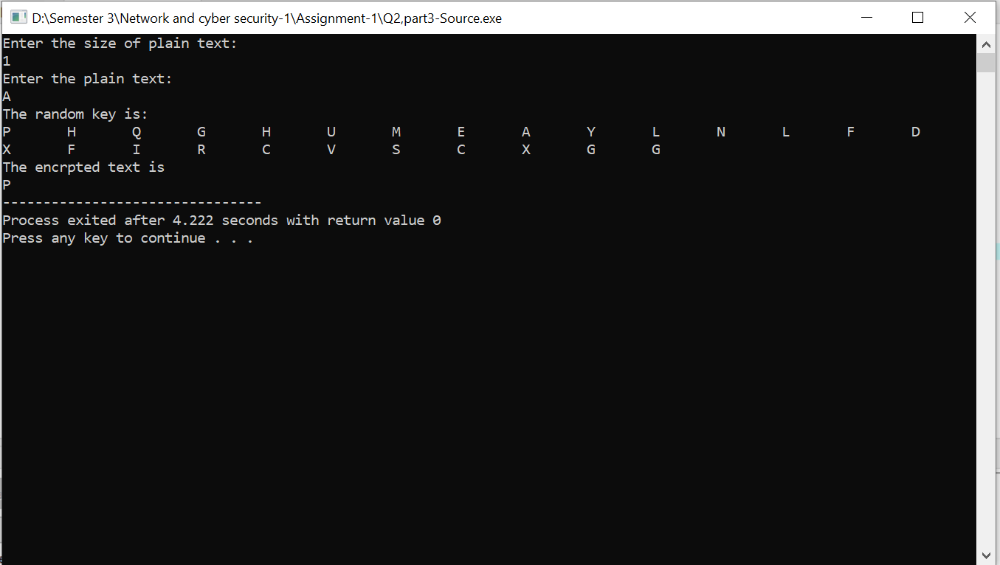 D:\Semester 3\Network and cyber security-1\Assignment-1\Q2,part3-Source.exe
Enter the size of plain text:
1
Enter the plain text:
A
The random key is:
P H Q G H U M E A Y L N L F D
X F I R C V S C X G G
The encrpted text is
P
--------------------------------
Process exited after 4.222 seconds with return value 0
Press any key to continue . . .